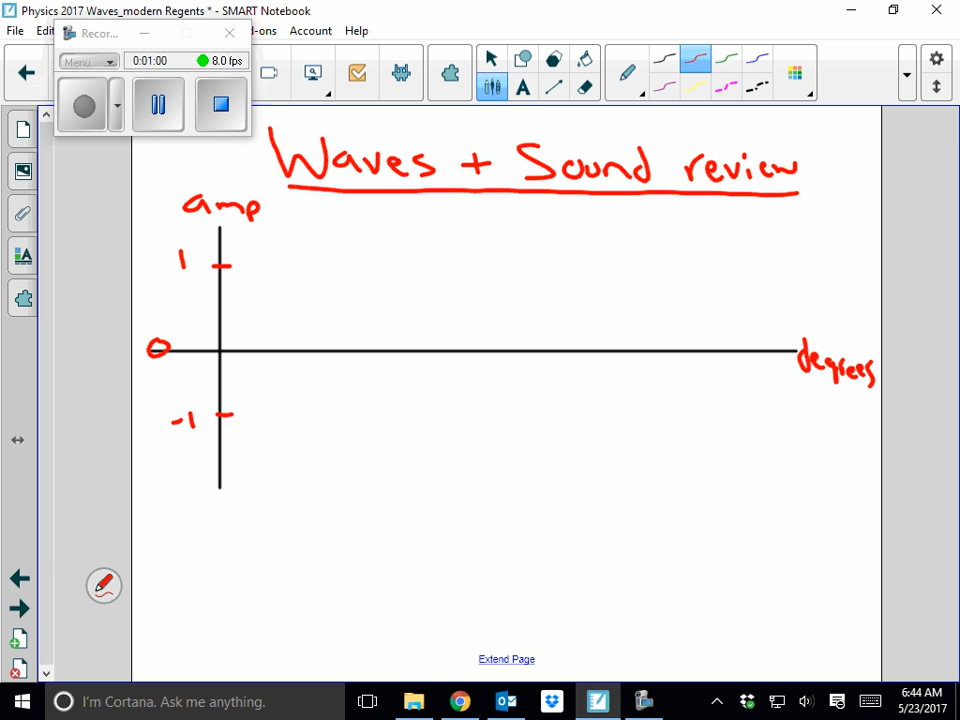 Physics 2017 Waves_modern Regents * - SMART Notebook
File Edi
d-ons Account Help
Recor...
Menu 0:01:00 8.0 fps
Waves + Sound review
amp
1
0
degrees
-1
Extend Page
I'm Cortana. Ask me anything.
6:44 AM
5/23/2017